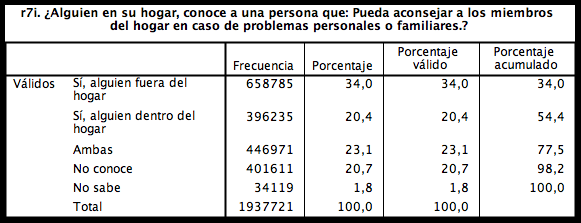 r7i. ¿Alguien en su hogar, conoce a una persona que: Pueda aconsejar a los miembros
del hogar en caso de problemas personales o familiares.?
Frecuencia Porcentaje Porcentaje válido Porcentaje acumulado
Válidos Sí, alguien fuera del hogar 658785 34,0 34,0 34,0
Sí, alguien dentro del hogar 396235 20,4 20,4 54,4
Ambas 446971 23,1 23,1 77,5
No conoce 401611 20,7 20,7 98,2
No sabe 34119 1,8 1,8 100,0
Total 1937721 100,0 100,0